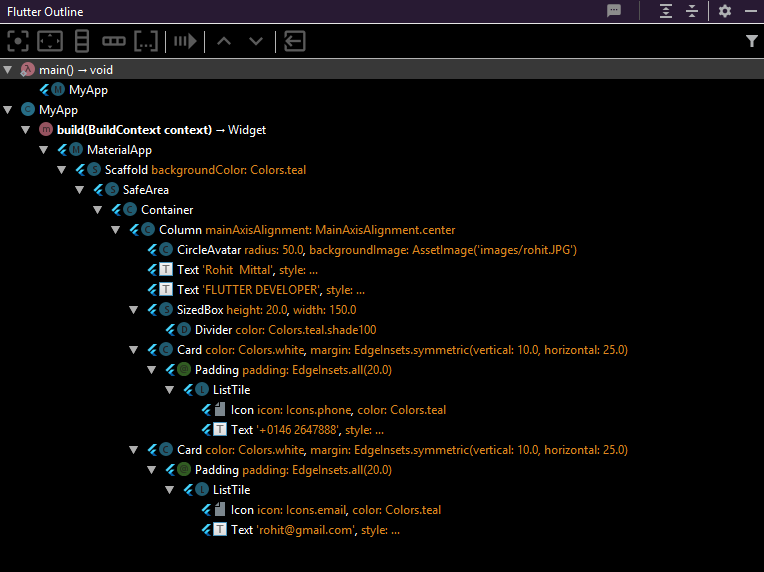 Flutter Outline
main() → void
MyApp
MyApp
build(BuildContext context) → Widget
MaterialApp
Scaffold backgroundColor: Colors.teal
SafeArea
Container
Column mainAxisAlignment: MainAxisAlignment.center
CircleAvatar radius: 50.0, backgroundImage: AssetImage('images/rohit.JPG')
Text 'Rohit  Mittal', style: ...
Text 'FLUTTER DEVELOPER', style: ...
SizedBox height: 20.0, width: 150.0
Divider color: Colors.teal.shade100
Card color: Colors.white, margin: EdgeInsets.symmetric(vertical: 10.0, horizontal: 25.0)
Padding padding: EdgeInsets.all(20.0)
ListTile
Icon icon: Icons.phone, color: Colors.teal
Text '+0146 2647888', style: ...
Card color: Colors.white, margin: EdgeInsets.symmetric(vertical: 10.0, horizontal: 25.0)
Padding padding: EdgeInsets.all(20.0)
ListTile
Icon icon: Icons.email, color: Colors.teal
Text 'rohit@gmail.com', style: ...